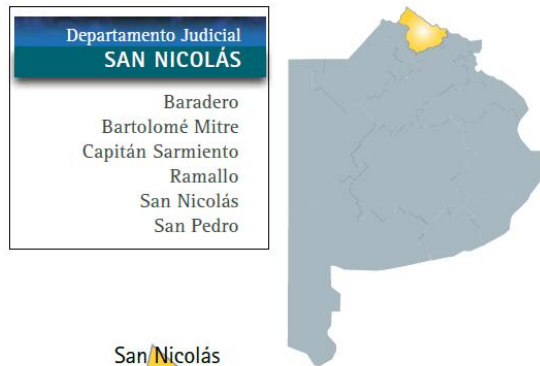 Departamento Judicial
SAN NICOLÁS
Baradero
Bartolomé Mitre
Capitán Sarmiento
Ramallo
San Nicolás
San Pedro
San Nicolás